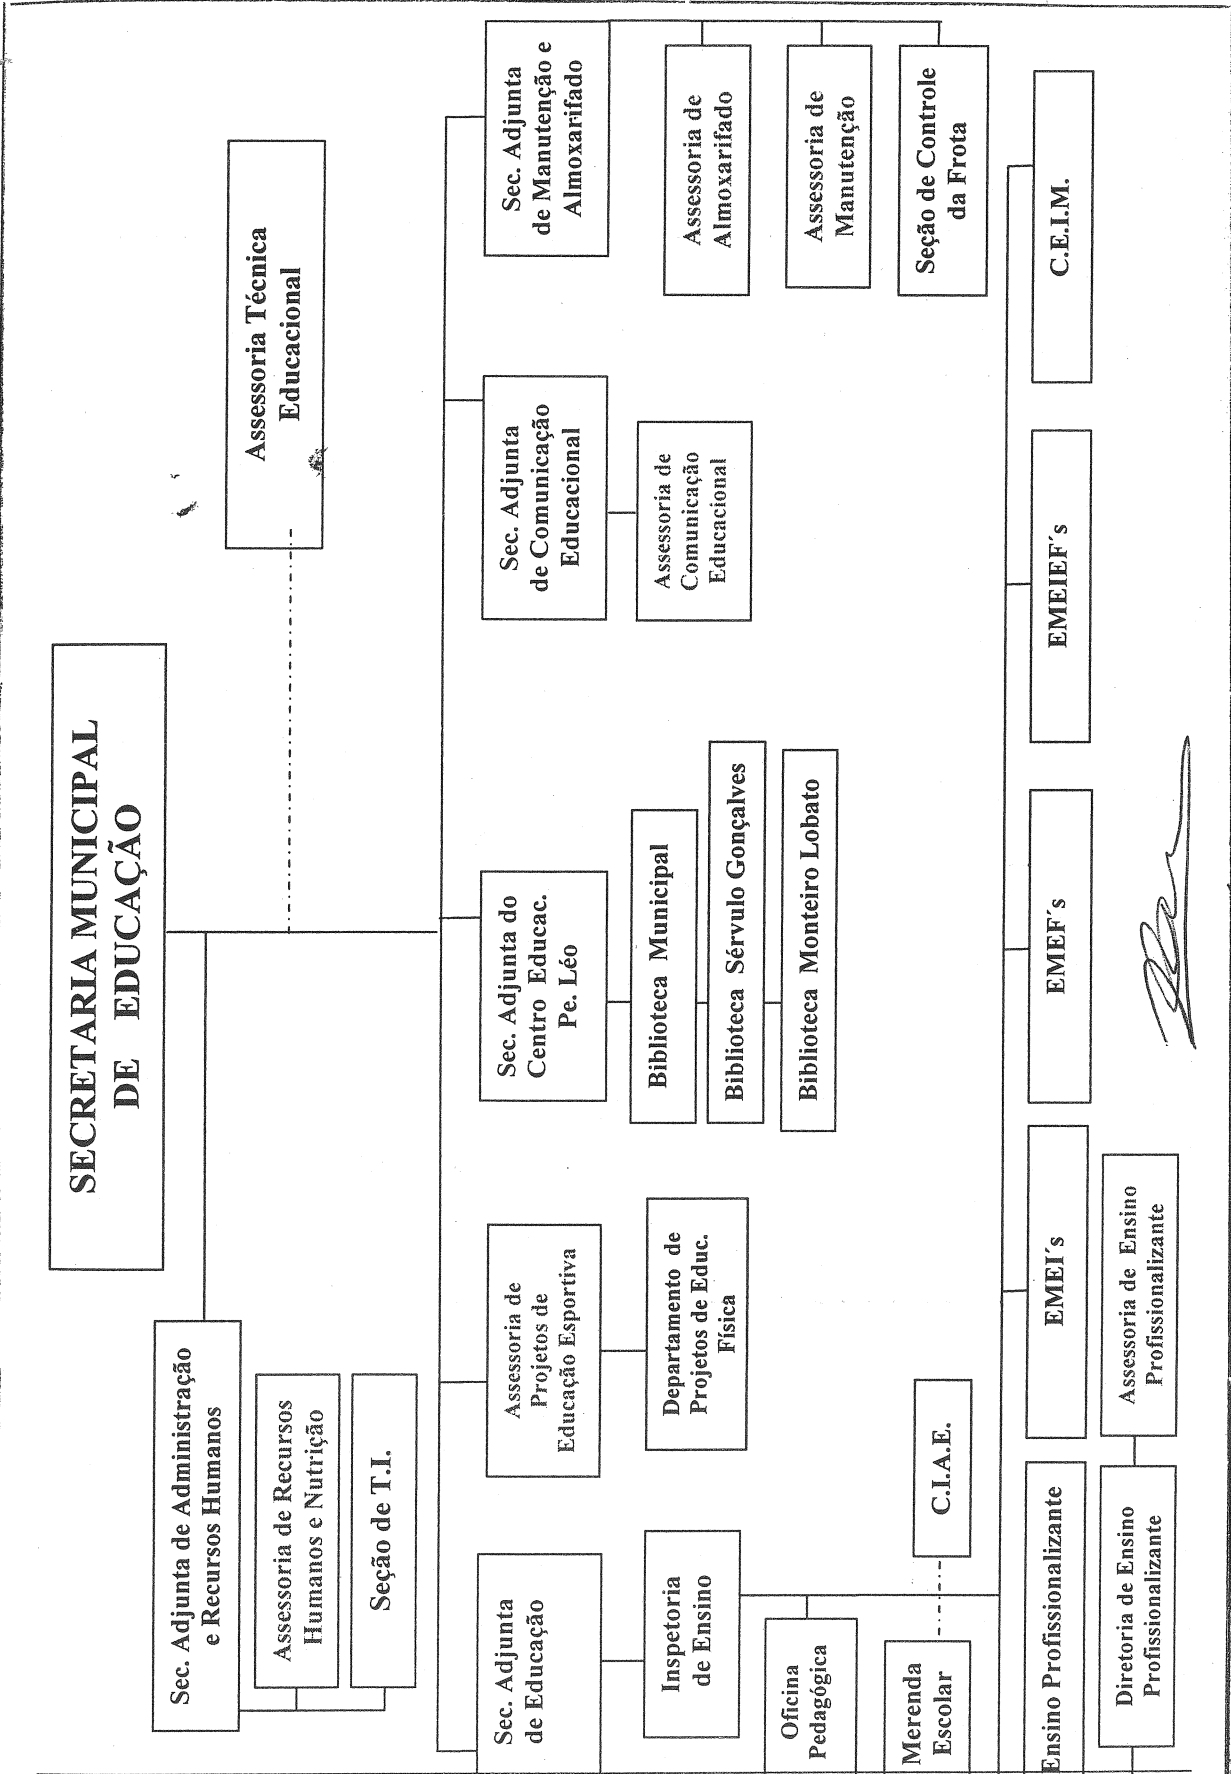 SECRETARIA MUNICIPAL
DE EDUCAÇÃO
Assessoria Técnica
Educacional
Sec. Adjunta de Administração
e Recursos Humanos
Assessoria de Recursos
Humanos e Nutrição
Seção de T.I.
Sec. Adjunta
de Educação
Inspetoria
de Ensino
Oficina
Pedagógica
Merenda
Escolar
C.I.A.E.
Assessoria de
Projetos de
Educação Esportiva
Departamento de
Projetos de Educ.
Física
Sec. Adjunta do
Centro Educac.
Pe. Léo
Biblioteca Municipal
Biblioteca Sérvulo Gonçalves
Biblioteca Monteiro Lobato
Sec. Adjunta
de Comunicação
Educacional
Assessoria de
Comunicação
Educacional
Sec. Adjunta
de Manutenção e
Almoxarifado
Assessoria de
Almoxarifado
Assessoria de
Manutenção
Seção de Controle
da Frota
Ensino Profissionalizante
EMEI´s
EMEF´s
EMEIEF´s
C.E.I.M.
Diretoria de Ensino
Profissionalizante
Assessoria de Ensino
Profissionalizante